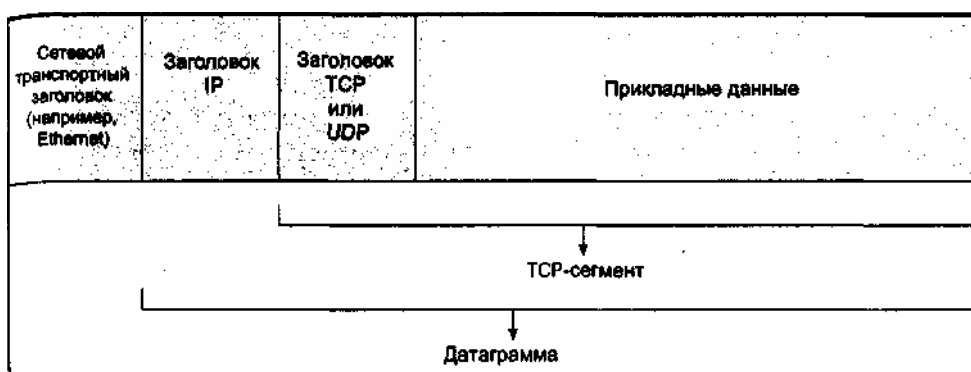 Сетевой
транспортный
заголовок
(например,
Ethernet)
Заголовок
IP
Заголовок
TCP
или
UDP
Прикладные данные
TCP-сегмент
Датаграмма